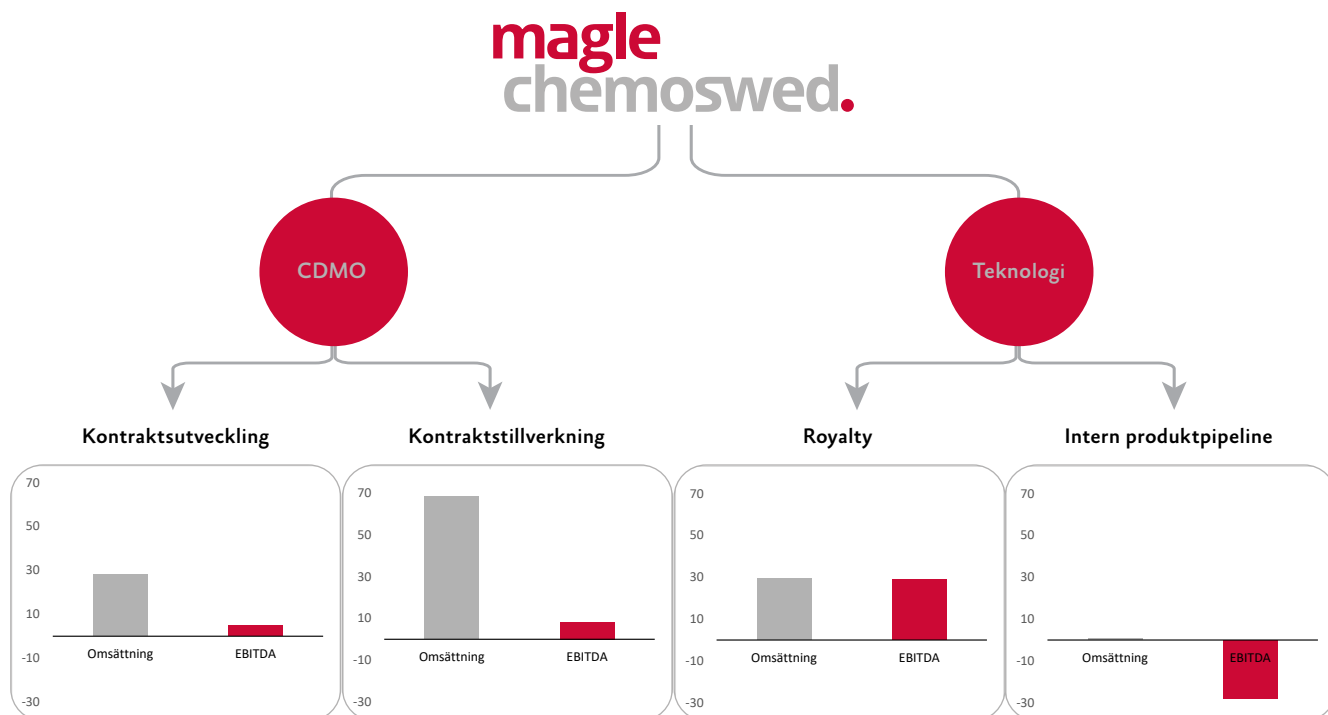 magle
chemoswed.
CDMO
Teknologi
Kontraktsutveckling
Kontraktstillverkning
Royalty
Intern produktpipeline
70
50
30
10
-10
-30
Omsättning
EBITDA
70
50
30
10
-10
-30
Omsättning
EBITDA
70
50
30
10
-10
-30
Omsättning
EBITDA
70
50
30
10
-10
-30
Omsättning
EBITDA